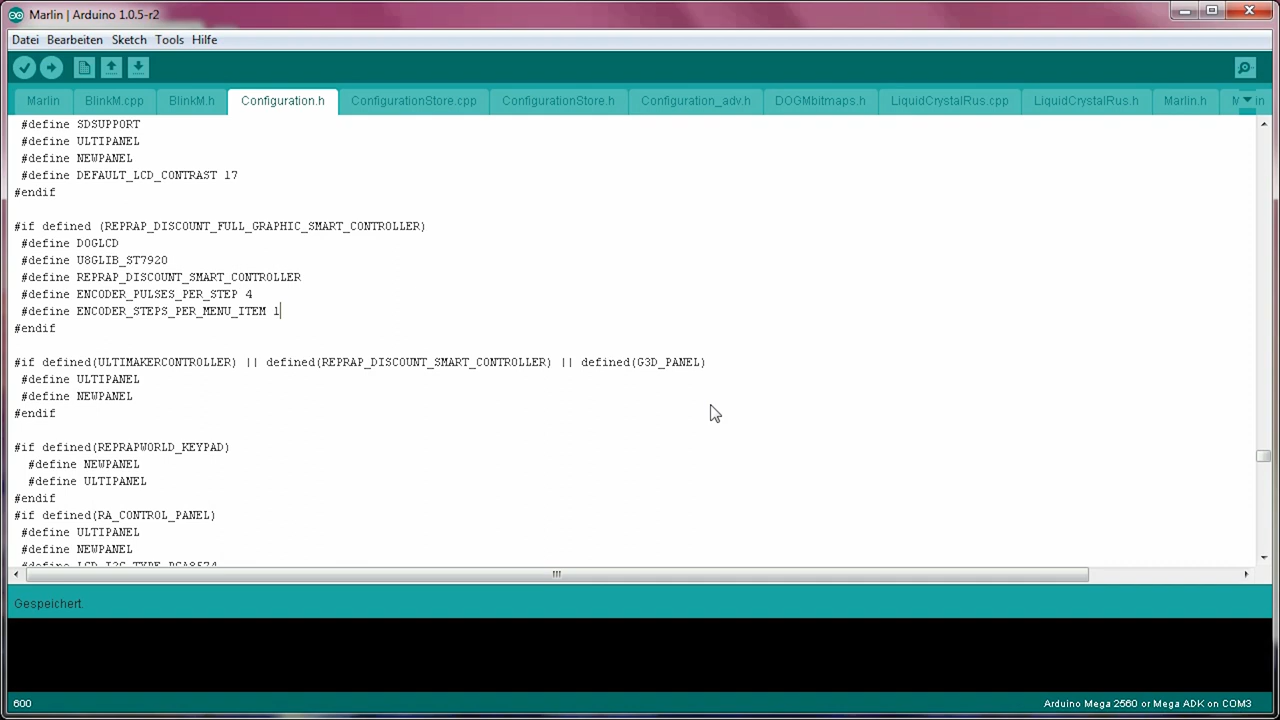 Marlin | Arduino 1.0.5-r2
Datei Bearbeiten Sketch Tools Hilfe
Marlin BlinkM.cpp BlinkM.h Configuration.h ConfigurationStore.cpp ConfigurationStore.h Configuration_adv.h DOGMbitmaps.h LiquidCrystalRus.cpp LiquidCrystalRus.h Marlin.h
#define SDSUPPORT
#define ULTIPANEL
#define NEWPANEL
#define DEFAULT_LCD_CONTRAST 17
#endif
#if defined (REPRAP_DISCOUNT_FULL_GRAPHIC_SMART_CONTROLLER)
#define DOGLCD
#define U8GLIB_ST7920
#define REPRAP_DISCOUNT_SMART_CONTROLLER
#define ENCODER_PULSES_PER_STEP 4
#define ENCODER_STEPS_PER_MENU_ITEM 1
#endif
#if defined(ULTIMAKERCONTROLLER) || defined(REPRAP_DISCOUNT_SMART_CONTROLLER) || defined(G3D_PANEL)
#define ULTIPANEL
#define NEWPANEL
#endif
#if defined(REPRAPWORLD_KEYPAD)
#define NEWPANEL
#define ULTIPANEL
#endif
#if defined(RA_CONTROL_PANEL)
#define ULTIPANEL
#define NEWPANEL
#define LCD_I2C_TYPE_PCA8574
Gespeichert
600
Arduino Mega 2560 or Mega ADK on COM3